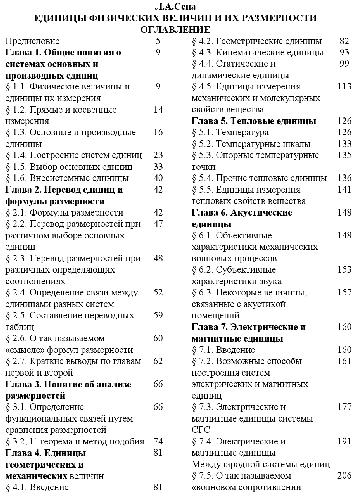 Л.А.Сена
ЕДИНИЦЫ ФИЗИЧЕСКИХ ВЕЛИЧИН И ИХ РАЗМЕРНОСТИ
ОГЛАВЛЕНИЕ
Предисловие 5
Глава 1. Общие понятия о 9
системах основных и
производных единиц
§ 1.1. Физические величины и 9
единицы их измерения
§ 1.2. Прямые и косвенные 14
измерения
§ 1.3. Основные и производные 16
единицы
§ 1.4. Построение систем единиц 23
§ 1.5. Выбор основных единиц 33
§ 1.6. Внесистемные единицы 40
Глава 2. Перевод единиц и 42
формулы размерности
§ 2.1. Формулы размерности 42
§ 2.2. Перевод размерностей при 47
различном выборе основных
единиц
§ 2.3. Перевод размерностей при 48
различных определяющих
соотношениях
§ 2.4. Определение связи между 52
единицами разных систем
§ 2.5. Составление переводных 59
таблиц
§ 2.6. О так называемом 60
«смысле» формул размерности
§ 2.7. Краткие выводы по главам 62
первой и второй
Глава 3. Понятие об анализе 66
размерностей
§ 3.1. Определение 66
функциональных связей путем
сравнения размерностей
§ 3.2. П-теорема и метод подобия 74
Глава 4. Единицы 81
геометрических и
механических величин
§ 4.1. Введение 81
§ 4.2. Геометрические единицы 82
§ 4.3. Кинематические единицы 93
§ 4.4. Статические и 99
динамические единицы
§ 4.5. Единицы измерения 113
механических и молекулярных
свойств вещества
Глава 5. Тепловые единицы 126
§ 5.1. Температура 126
§ 5.2. Температурные шкалы 133
§ 5.3. Опорные температурные 135
точки
§ 5.4. Прочие тепловые единицы 136
§ 5.5. Единицы измерения 141
тепловых свойств вещества
Глава 6. Акустические 148
единицы
§ 6.1. Объективные 148
характеристики механических
волновых процессов
§ 6.2. Субъективные 153
характеристики звука
§ 6.3. Некоторые величины, 157
связанные с акустикой
помещений
Глава 7. Электрические и 160
магнитные единицы
§ 7.1. Введение 160
§ 7.2. Возможные способы 161
построения систем
электрических и магнитных
единиц
§ 7.3. Электрические и 177
магнитные единицы системы
СГС
§ 7.4. Электрические и 191
магнитные единицы
Международной системы единиц
§ 7.5. О так называемом 206
«волновом сопротивлении